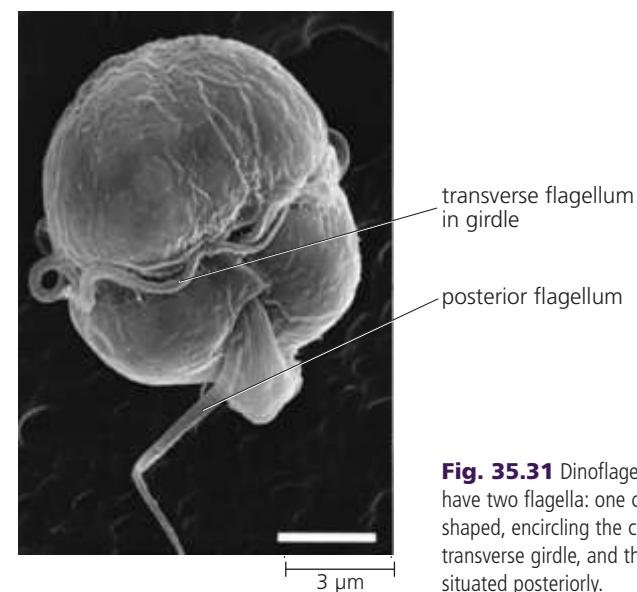 transverse flagellum
in girdle
posterior flagellum
Fig. 35.31 Dinoflage
have two flagella: one c
shaped, encircling the c
transverse girdle, and th
situated posteriorly.
3 µm